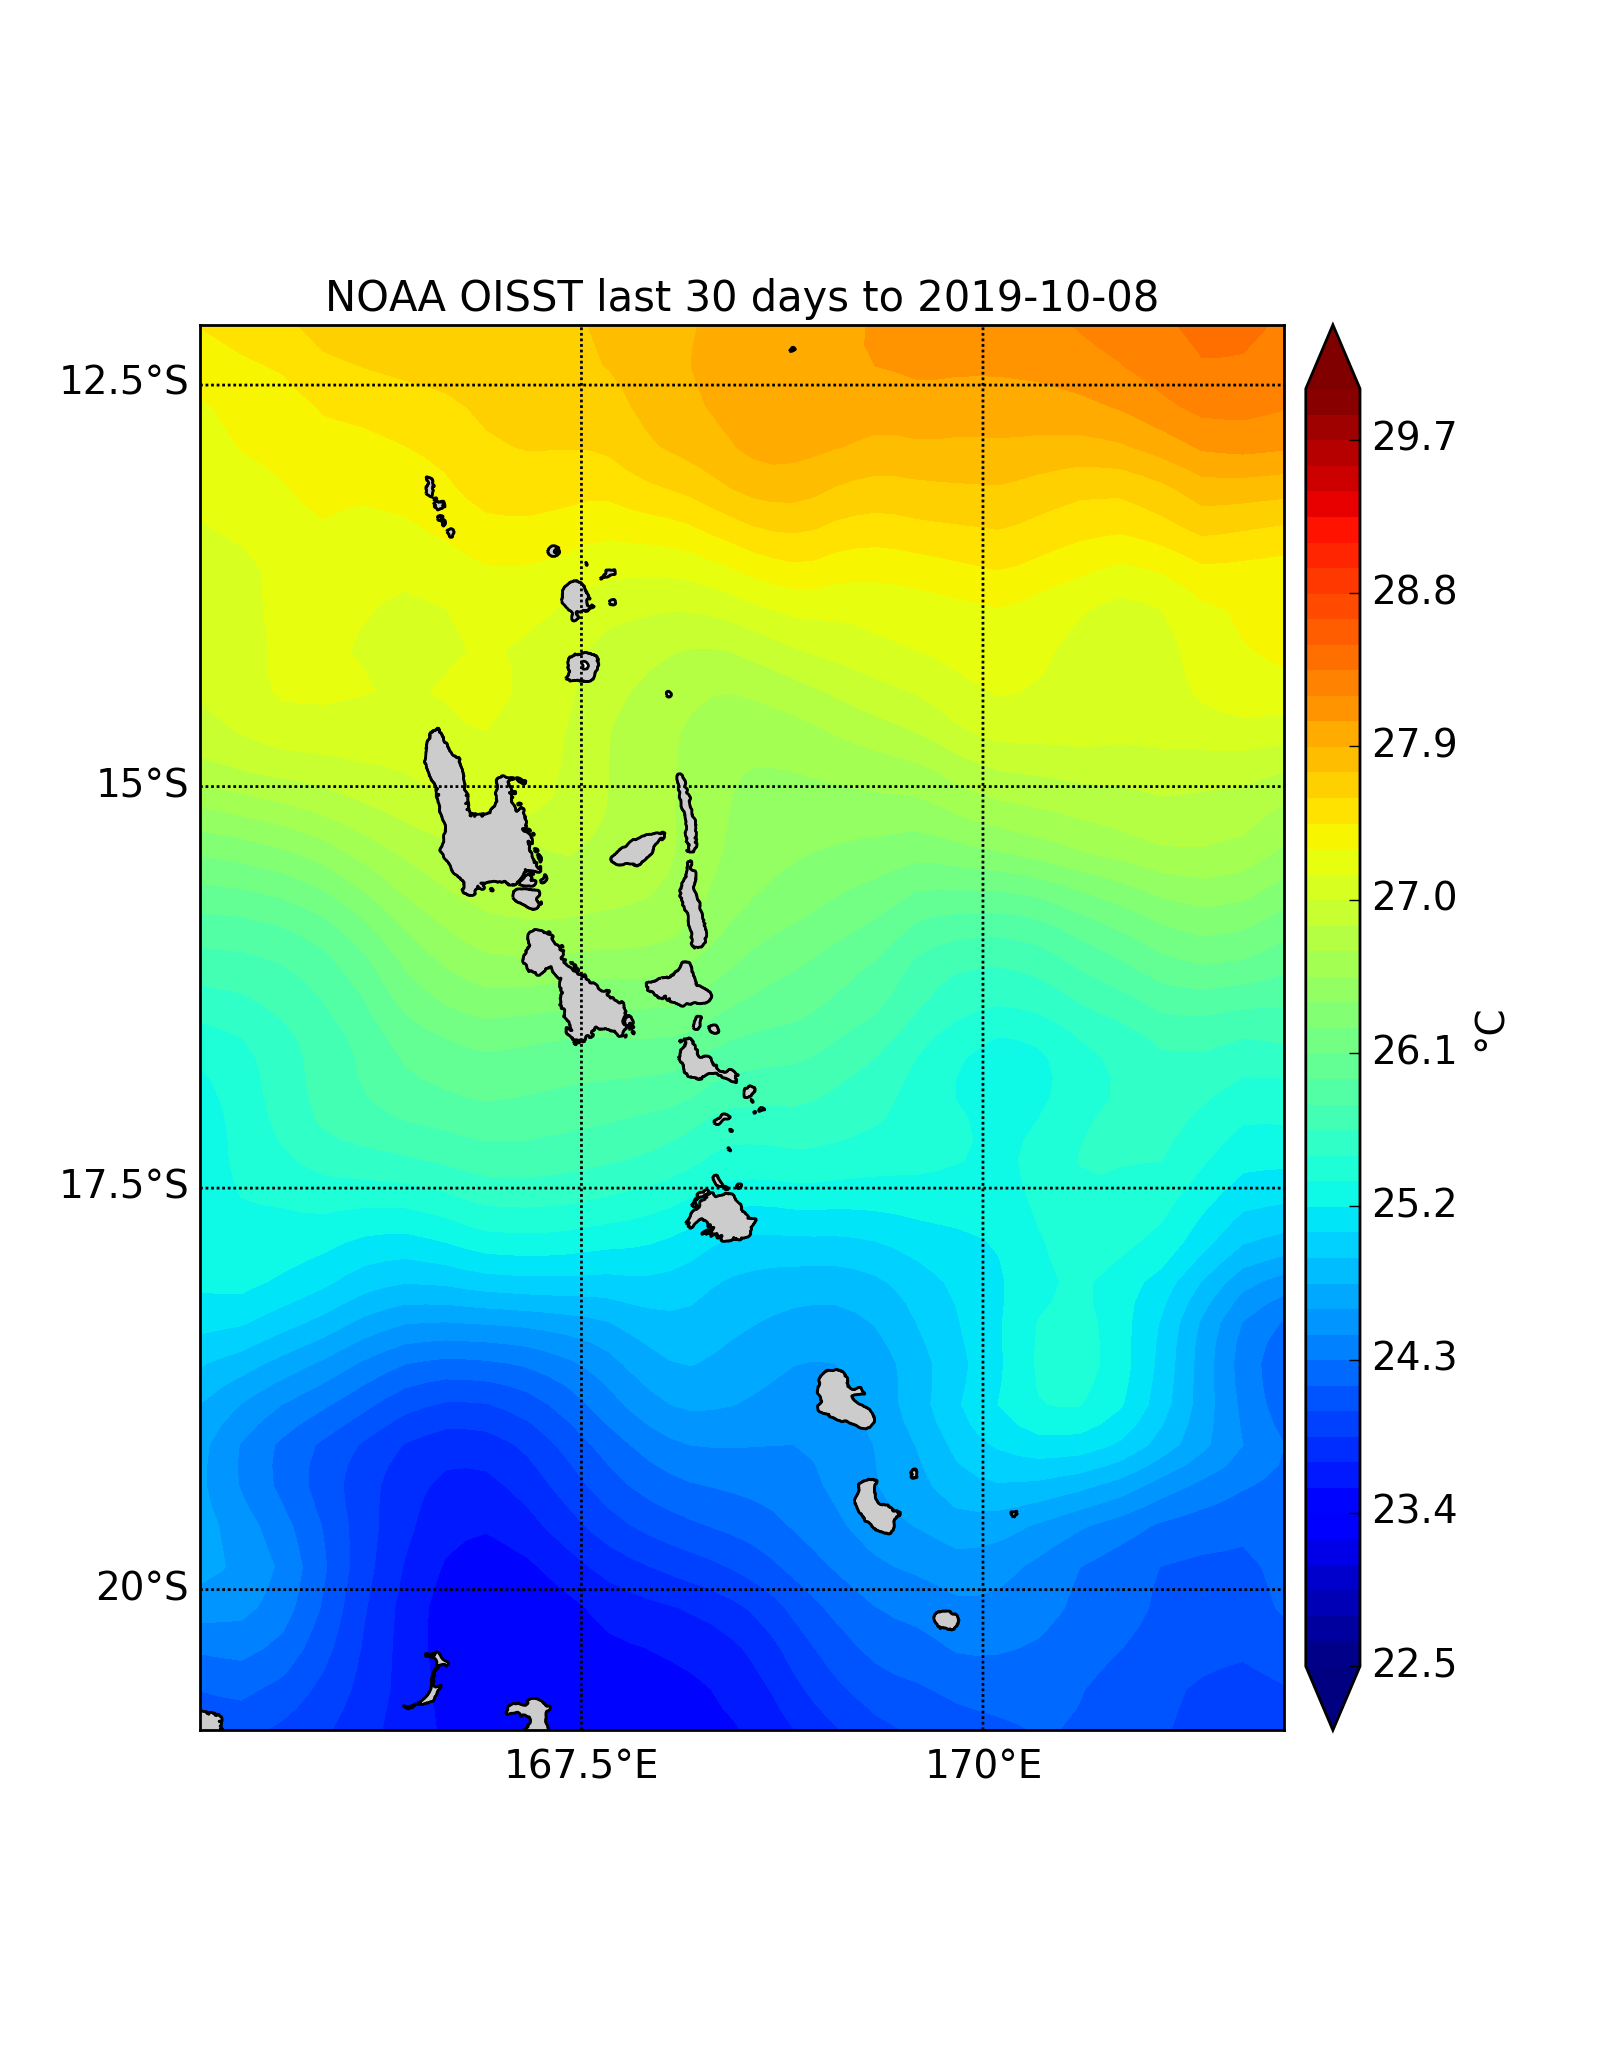 NOAA OISST last 30 days to 2019-10-08
12.5°S
15°S
17.5°S
20°S
167.5°E
170°E
29.7
28.8
27.9
27.0
26.1
25.2
24.3
23.4
22.5
°C